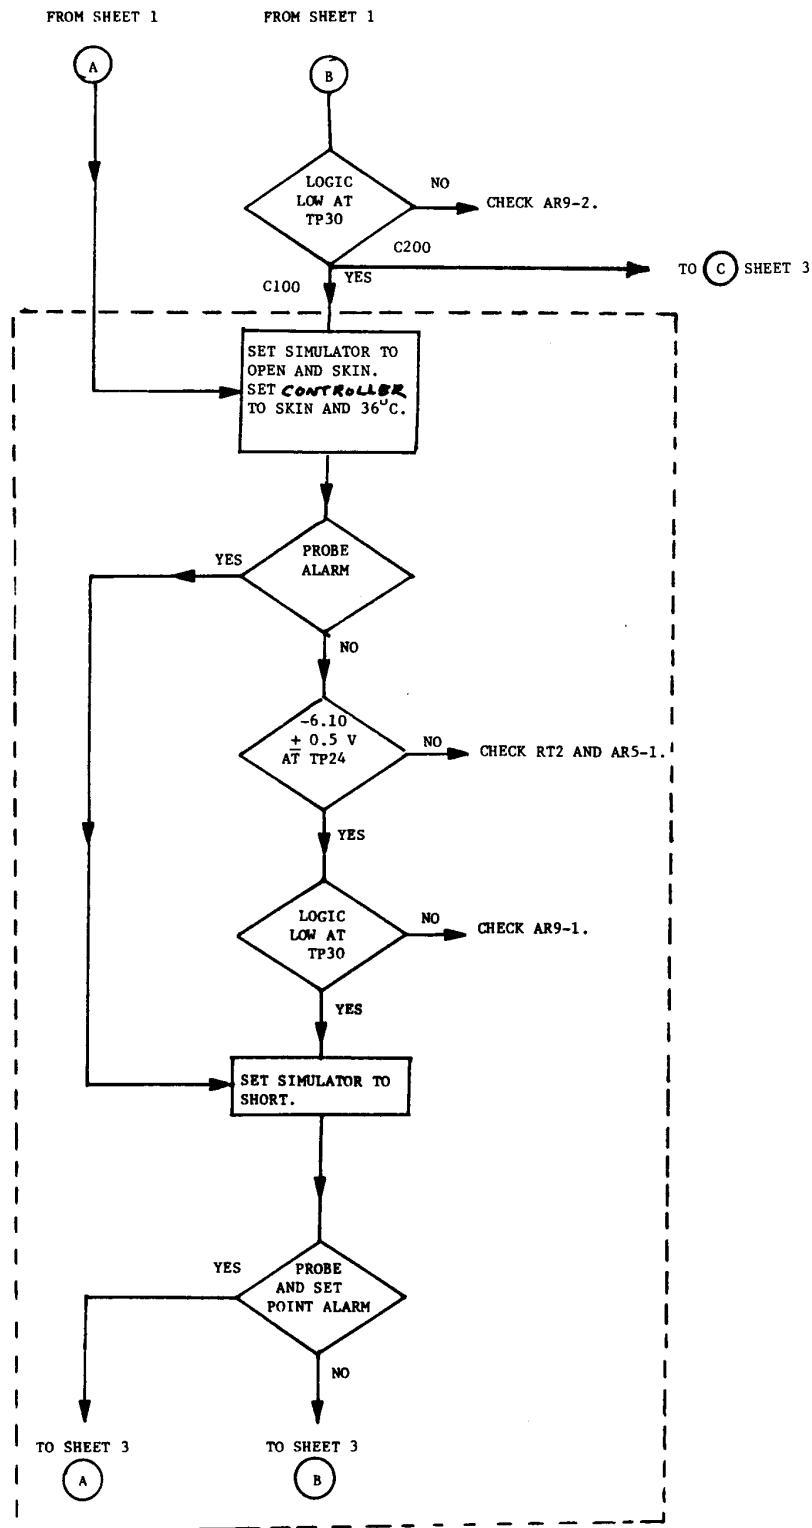 FROM SHEET 1
FROM SHEET 1
A
B
LOGIC
LOW AT
TP30
NO
CHECK AR9-2.
C200
C100
YES
TO C SHEET 3
SET SIMULATOR TO
OPEN AND SKIN.
SET CONTROLLER
TO SKIN AND 36°C.
YES
PROBE
ALARM
NO
-6.10
± 0.5 V
AT TP24
NO
CHECK RT2 AND AR5-1.
YES
LOGIC
LOW AT
TP30
NO
CHECK AR9-1.
YES
SET SIMULATOR TO
SHORT.
YES
PROBE
AND SET
POINT ALARM
NO
TO SHEET 3
A
TO SHEET 3
B